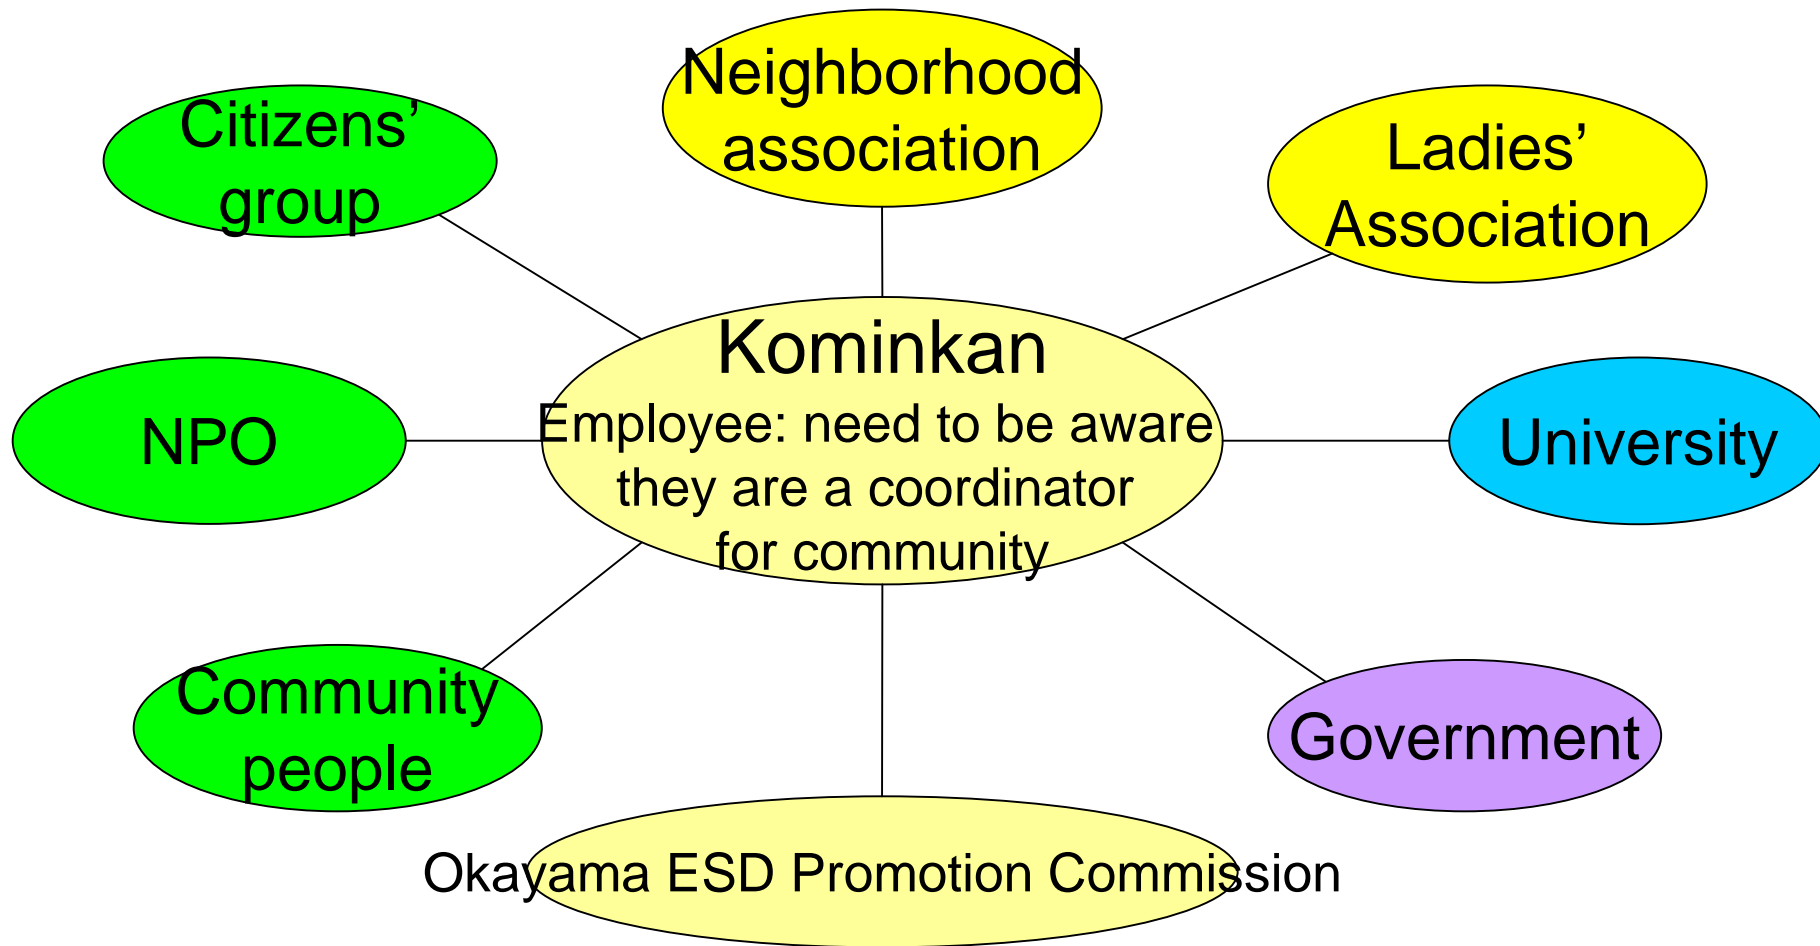 Neighborhood
association
Citizens’
group
Ladies’
Association
Kominkan
Employee: need to be aware
they are a coordinator
for community
NPO
University
Community
people
Government
Okayama ESD Promotion Commission